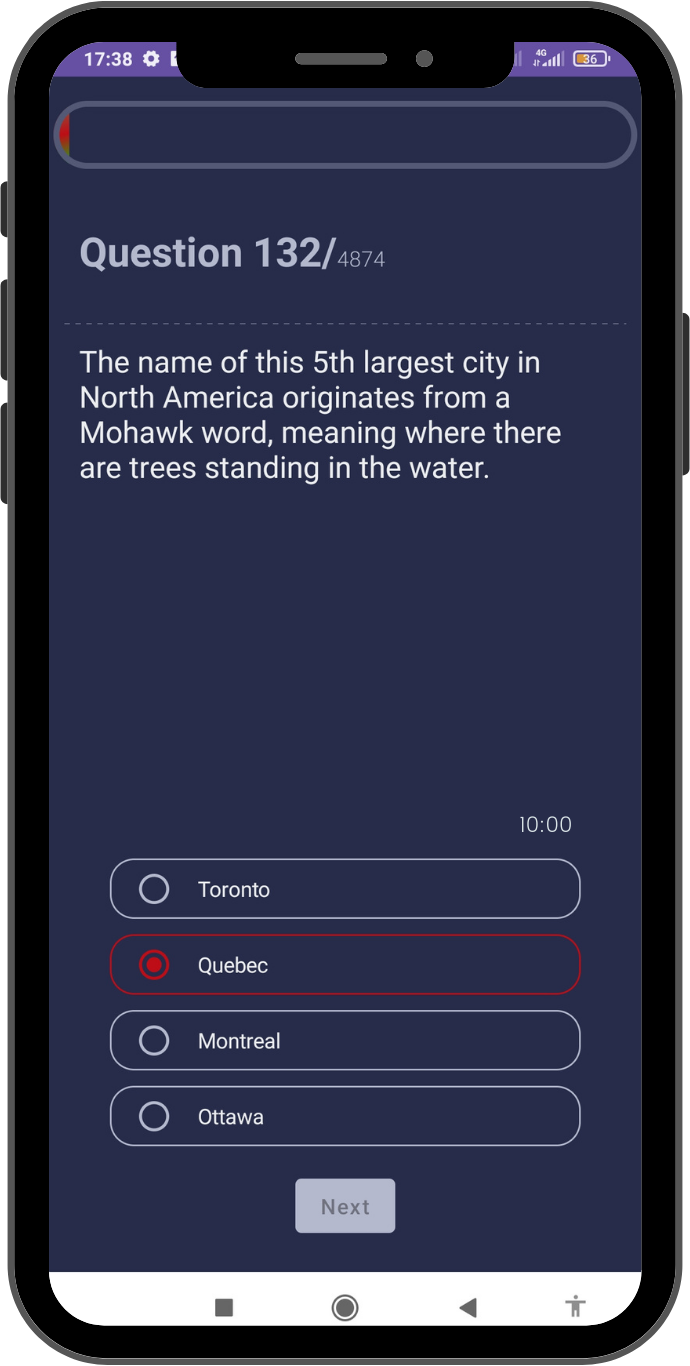 17:38 4G 36
Question 132/4874
The name of this 5th largest city in
North America originates from a
Mohawk word, meaning where there
are trees standing in the water.
10:00
Toronto
Quebec
Montreal
Ottawa
Next